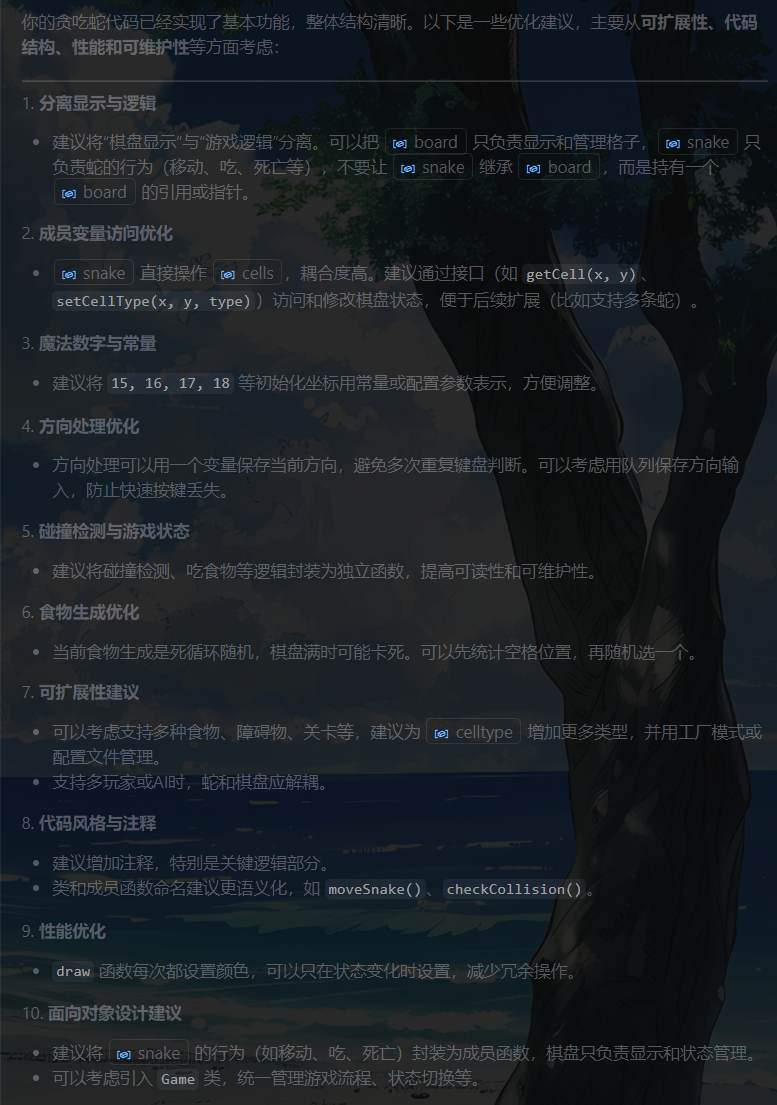 你的贪吃蛇代码已经实现了基本功能，整体结构清晰。以下是一些优化建议，主要从可扩展性、代码
结构、性能和可维护性等方面考虑：
1. 分离显示与逻辑
• 建议将“棋盘显示”与“游戏逻辑”分离。可以把 board 只负责显示和管理格子， snake 只
负责蛇的行为（移动、吃、死亡等），不要让 snake 继承 board ，而是持有一个
board 的引用或指针。
2. 成员变量访问优化
• snake 直接操作 cells ，耦合度高。建议通过接口（如 getCell(x, y)、
setCellType(x, y, type)）访问和修改棋盘状态，便于后续扩展（比如支持多条蛇）。
3. 魔法数字与常量
• 建议将 15, 16, 17, 18 等初始化坐标用常量或配置参数表示，方便调整。
4. 方向处理优化
• 方向处理可以用一个变量保存当前方向，避免多次重复键盘判断。可以考虑用队列保存方向输
入，防止快速按键丢失。
5. 碰撞检测与游戏状态
• 建议将碰撞检测、吃食物等逻辑封装为独立函数，提高可读性和可维护性。
6. 食物生成优化
• 当前食物生成是死循环随机，棋盘满时可能卡死。可以先统计空格位置，再随机选一个。
7. 可扩展性建议
• 可以考虑支持多种食物、障碍物、关卡等，建议为 celltype 增加更多类型，并用工厂模式或
配置文件管理。
• 支持多玩家或AI时，蛇和棋盘应解耦。
8. 代码风格与注释
• 建议增加注释，特别是关键逻辑部分。
• 类和成员函数命名建议更语义化，如 moveSnake()、checkCollision()。
9. 性能优化
• draw 函数每次都设置颜色，可以只在状态变化时设置，减少冗余操作。
10. 面向对象设计建议
• 建议将 snake 的行为（如移动、吃、死亡）封装为成员函数，棋盘只负责显示和状态管理。
• 可以考虑引入 Game 类，统一管理游戏流程、状态切换等。